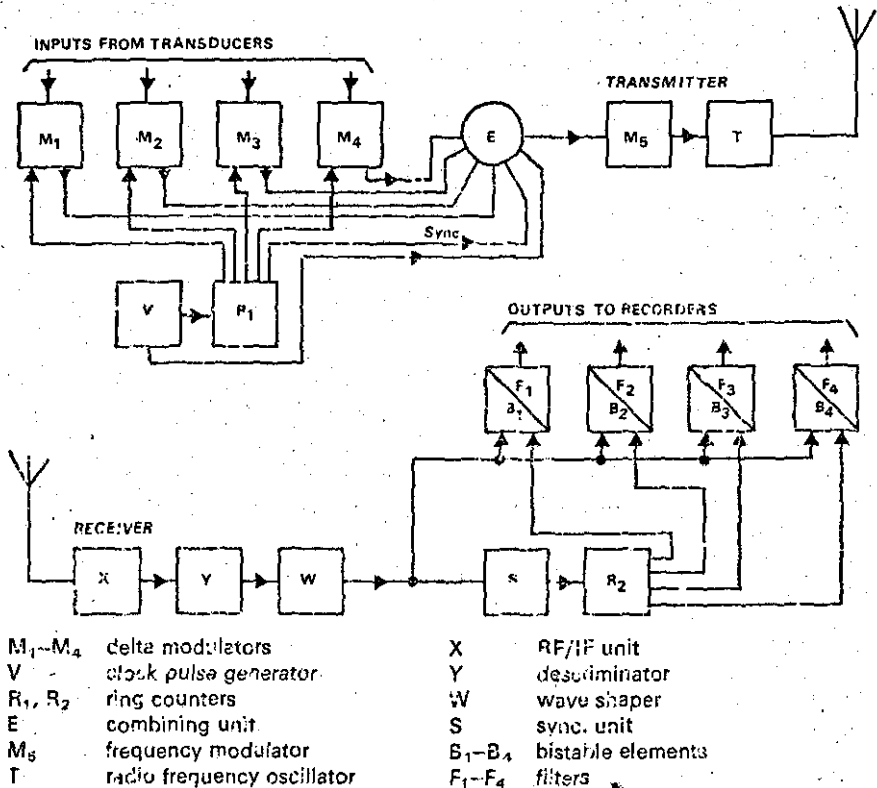 INPUTS FROM TRANSDUCERS
TRANSMITTER
M₁ M₂ M₃ M₄ E M₅ T
Sync
V R₁
OUTPUTS TO RECORDERS
F₁ F₂ F₃ F₄
B₁ B₂ B₃ B₄
RECEIVER
X Y W S R₂
M₁–M₄ delta modulators
V clock pulse generator
R₁, R₂ ring counters
E combining unit
M₅ frequency modulator
T radio frequency oscillator
X RF/IF unit
Y descriminator
W wave shaper
S sync. unit
B₁–B₄ bistable elements
F₁–F₄ filters